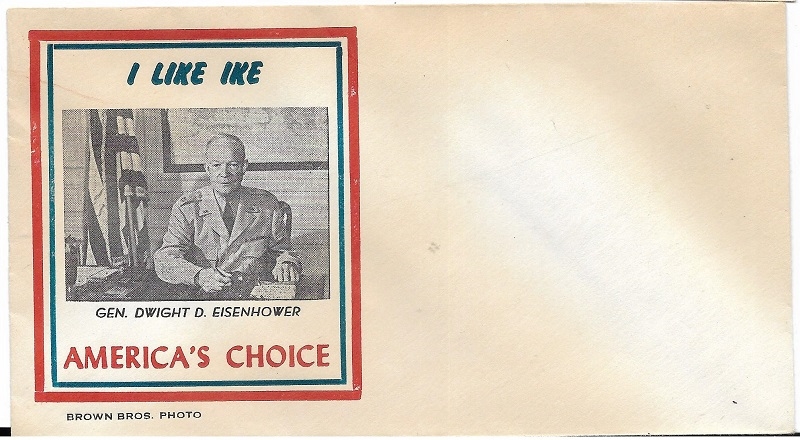 I LIKE IKE
GEN. DWIGHT D. EISENHOWER
AMERICA'S CHOICE
BROWN BROS. PHOTO